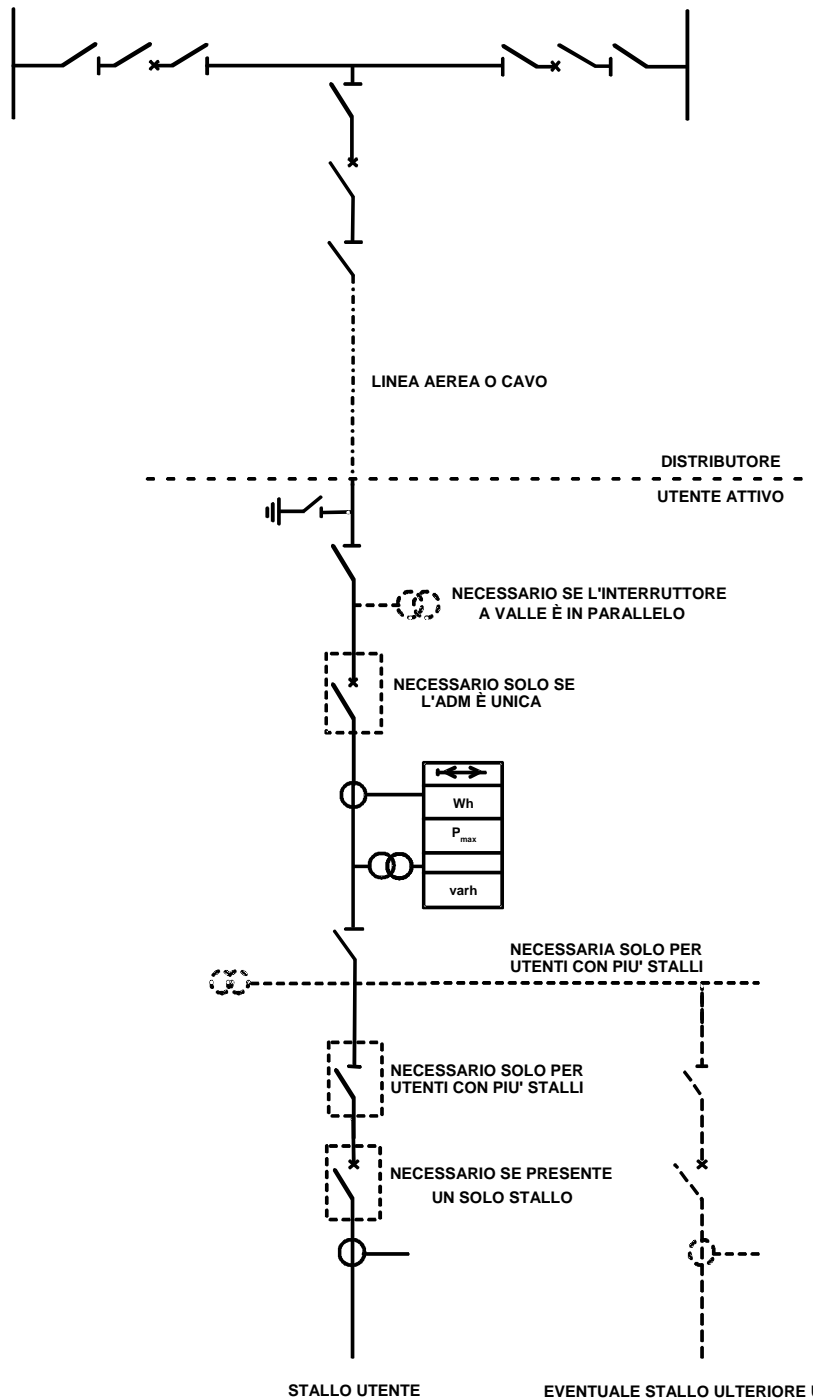 LINEA AEREA O CAVO
DISTRIBUTORE
UTENTE ATTIVO
NECESSARIO SE L'INTERRUTTORE
A VALLE È IN PARALLELO
NECESSARIO SOLO SE
L'ADM È UNICA
Wh
Pmax
varh
NECESSARIA SOLO PER
UTENTI CON PIU' STALLI
NECESSARIO SOLO PER
UTENTI CON PIU' STALLI
NECESSARIO SE PRESENTE
UN SOLO STALLO
STALLO UTENTE
EVENTUALE STALLO ULTERIORE